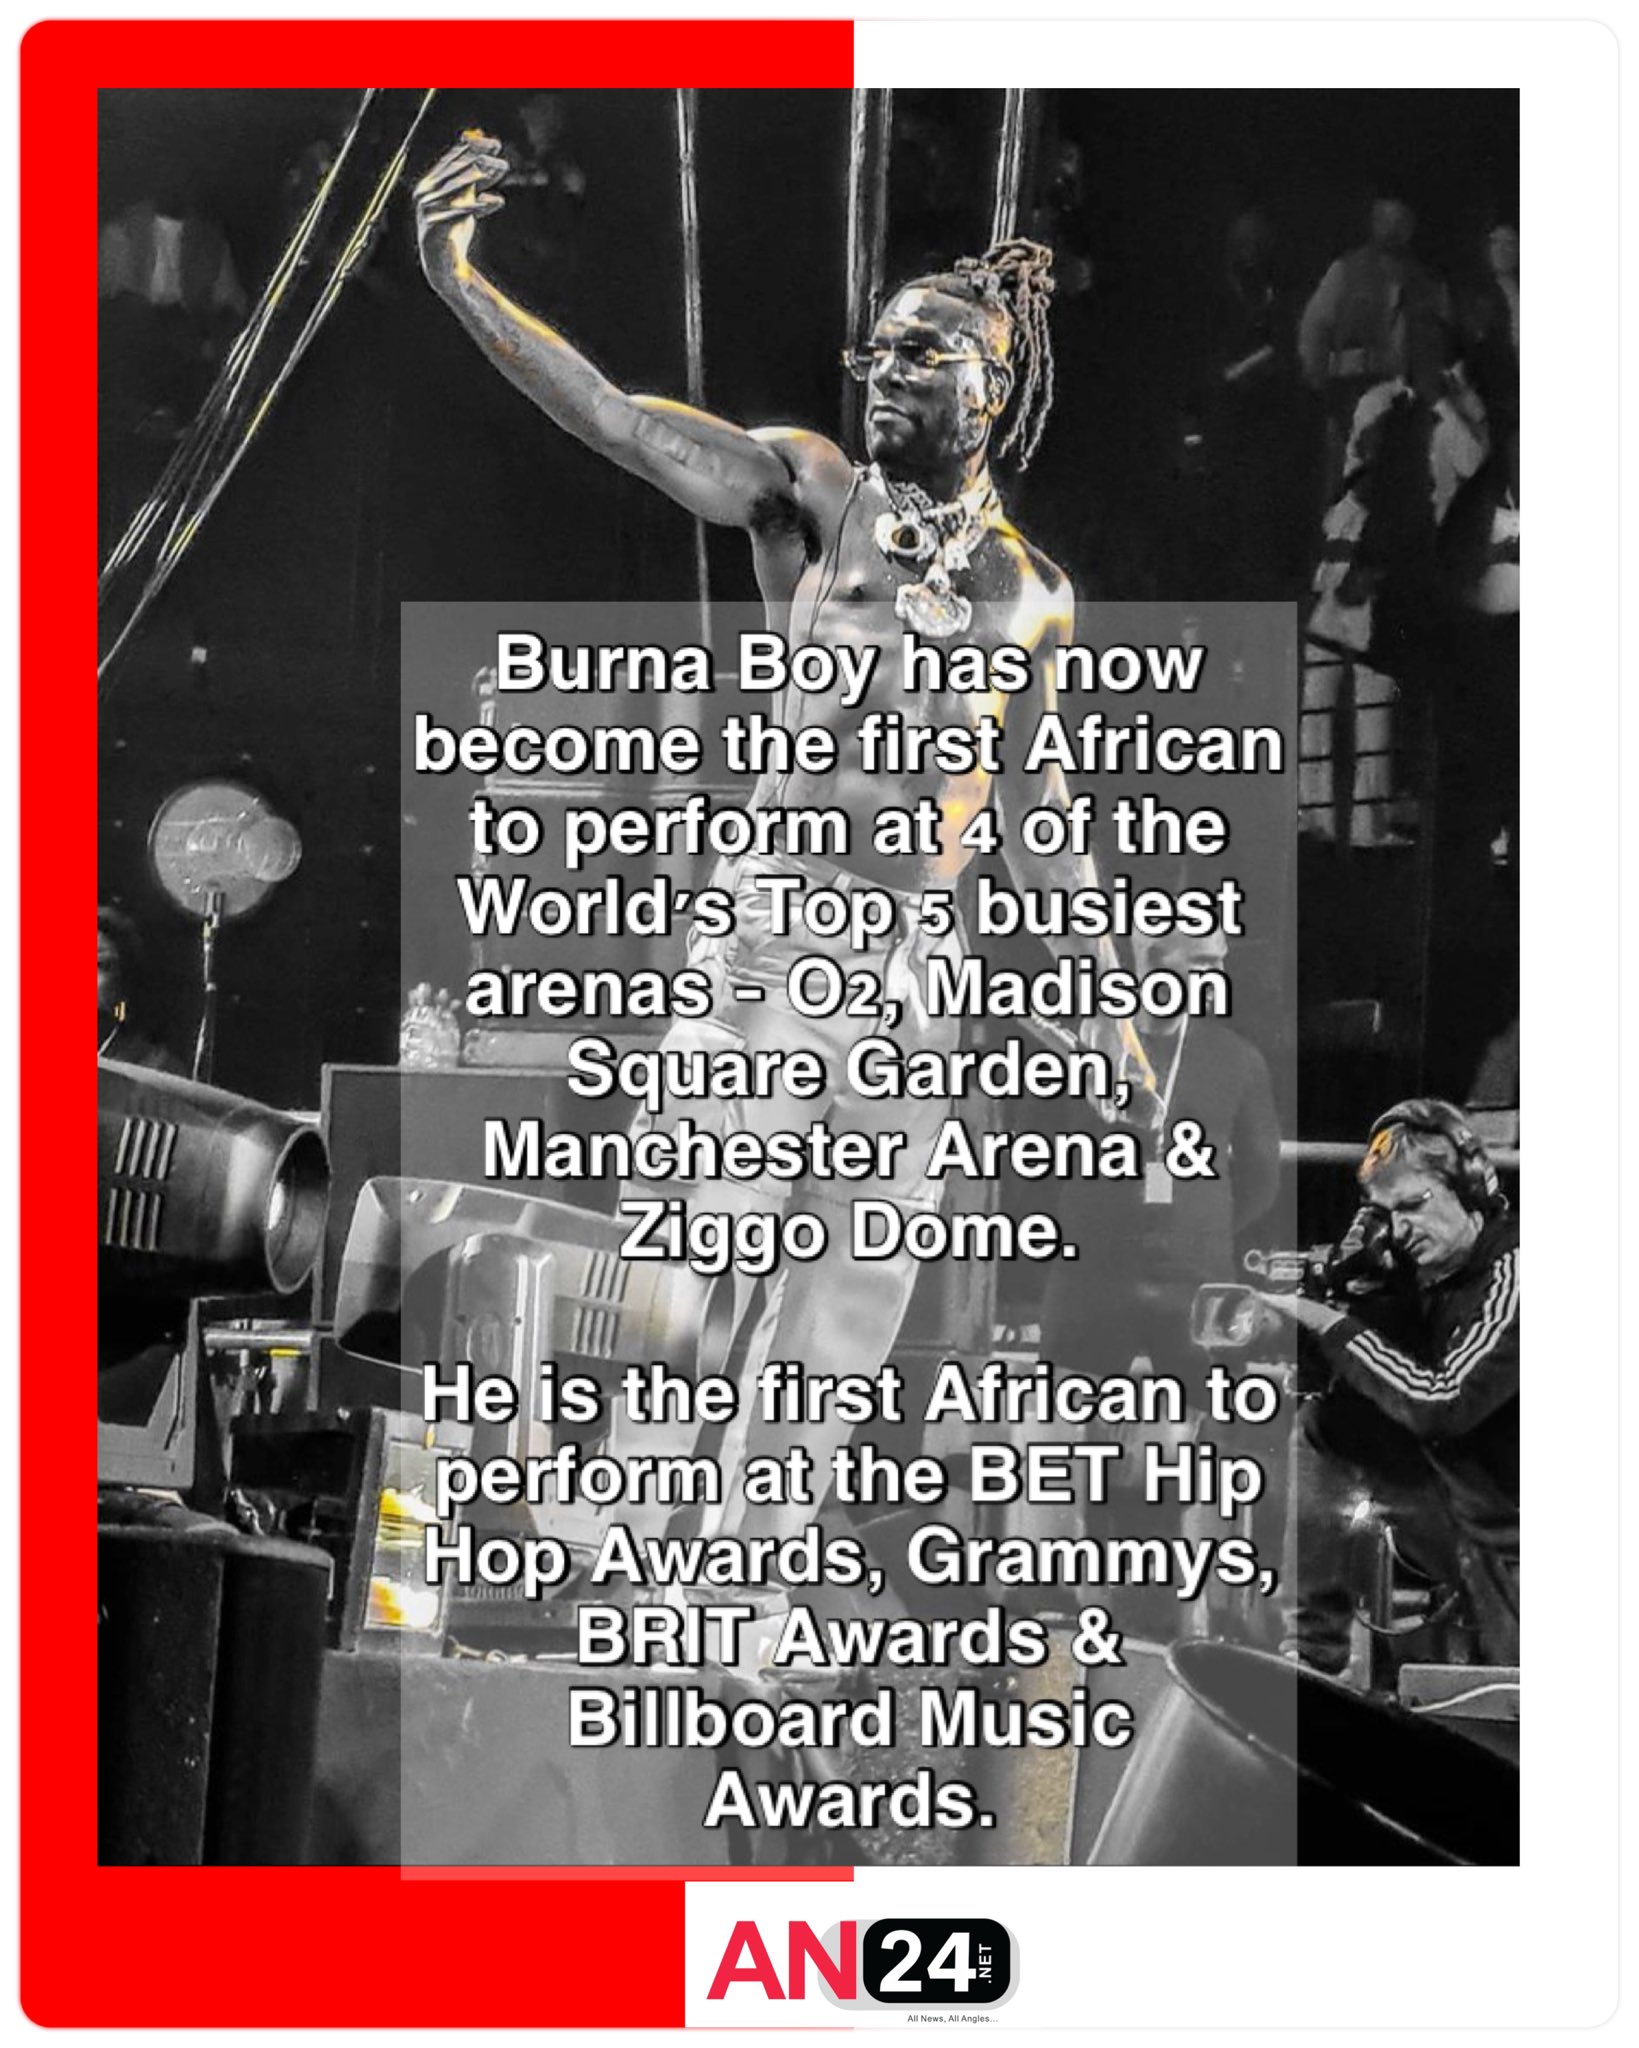 Burna Boy has now
become the first African
to perform at 4 of the
World's Top 5 busiest
arenas - O2, Madison
Square Garden,
Manchester Arena &
Ziggo Dome.
He is the first African to
perform at the BET Hip
Hop Awards, Grammys,
BRIT Awards &
Billboard Music
Awards.
AN24.NET
All News, All Angles...